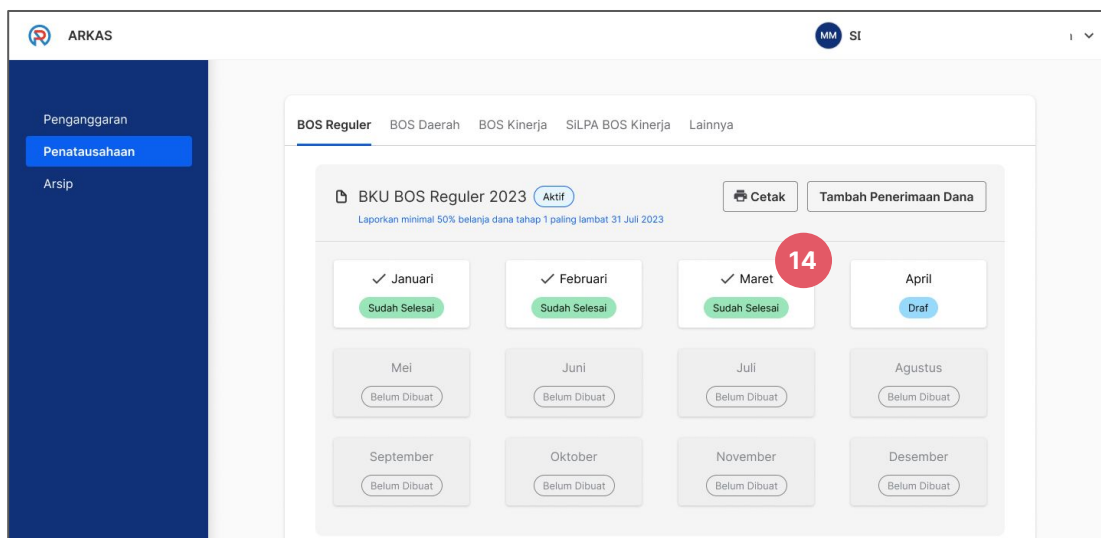 ARKAS
MM SI
Penganggaran
Penatausahaan
Arsip
BOS Reguler BOS Daerah BOS Kinerja SiLPA BOS Kinerja Lainnya
BKU BOS Reguler 2023 Aktif
Cetak Tambah Penerimaan Dana
Laporkan minimal 50% belanja dana tahap 1 paling lambat 31 Juli 2023
14
Januari Februari Maret April
Sudah Selesai Sudah Selesai Sudah Selesai Draf
Mei Juni Juli Agustus
Belum Dibuat Belum Dibuat Belum Dibuat Belum Dibuat
September Oktober November Desember
Belum Dibuat Belum Dibuat Belum Dibuat Belum Dibuat